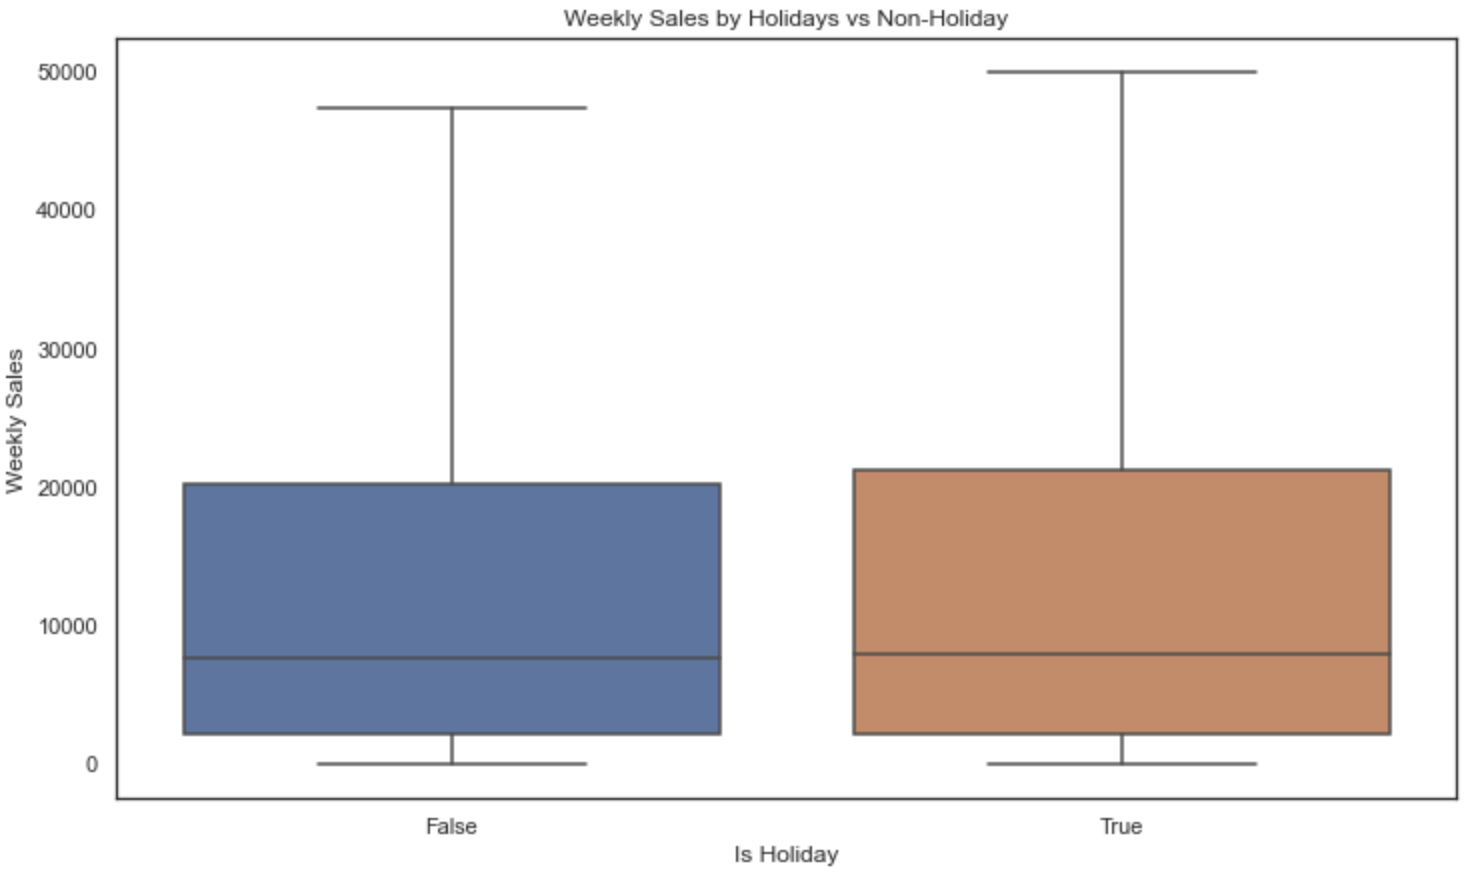 Weekly Sales by Holidays vs Non-Holiday
50000
40000
30000
20000
10000
0
Weekly Sales
False
True
Is Holiday